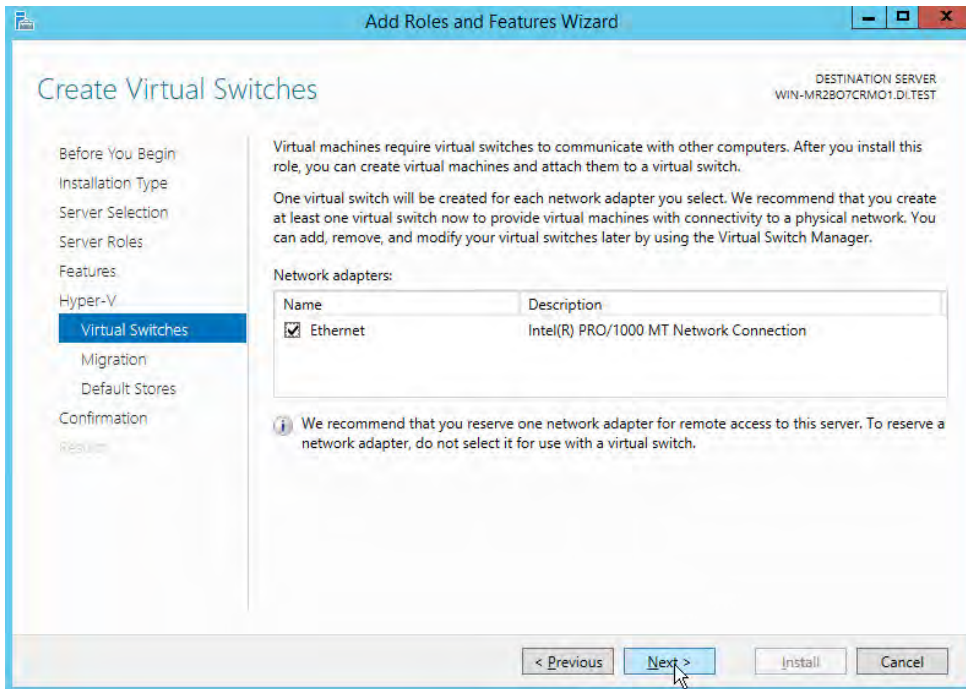 Add Roles and Features Wizard
Create Virtual Switches
DESTINATION SERVER
WIN-MR2BO7CRMO1.DI.TEST
Before You Begin
Installation Type
Server Selection
Server Roles
Features
Hyper-V
Virtual Switches
Migration
Default Stores
Confirmation
Results
Virtual machines require virtual switches to communicate with other computers. After you install this
role, you can create virtual machines and attach them to a virtual switch.
One virtual switch will be created for each network adapter you select. We recommend that you create
at least one virtual switch now to provide virtual machines with connectivity to a physical network. You
can add, remove, and modify your virtual switches later by using the Virtual Switch Manager.
Network adapters:
Name Description
Ethernet Intel(R) PRO/1000 MT Network Connection
We recommend that you reserve one network adapter for remote access to this server. To reserve a
network adapter, do not select it for use with a virtual switch.
< Previous Next > Install Cancel